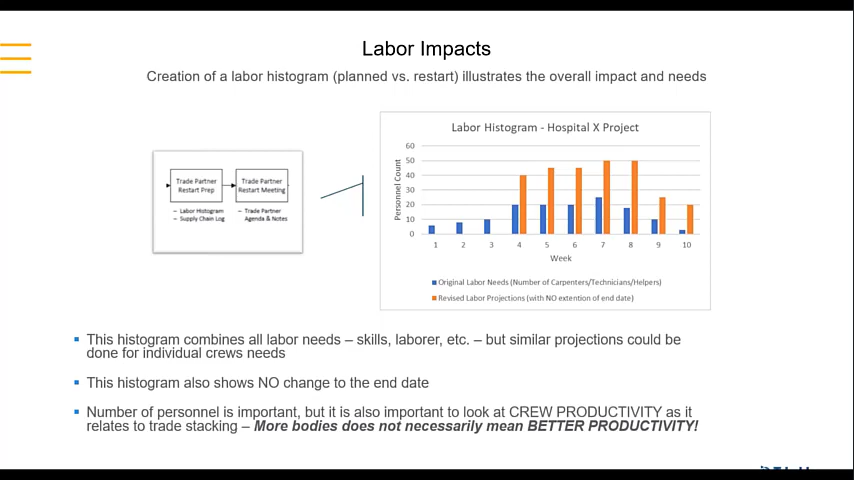 Labor Impacts
Creation of a labor histogram (planned vs. restart) illustrates the overall impact and needs
Trade Partner
Restart Prep
Trade Partner
Restart Meeting
– Labor Histogram
– Supply Chain Log
– Trade Partner
Agenda & Notes
Labor Histogram - Hospital X Project
Personnel Count
60
50
40
30
20
10
0
1 2 3 4 5 6 7 8 9 10
Week
Original Labor Needs (Number of Carpenters/Technicians/Helpers)
Revised Labor Projections (with NO extention of end date)
▪ This histogram combines all labor needs – skills, laborer, etc. – but similar projections could be
done for individual crews needs
▪ This histogram also shows NO change to the end date
▪ Number of personnel is important, but it is also important to look at CREW PRODUCTIVITY as it
relates to trade stacking – More bodies does not necessarily mean BETTER PRODUCTIVITY!